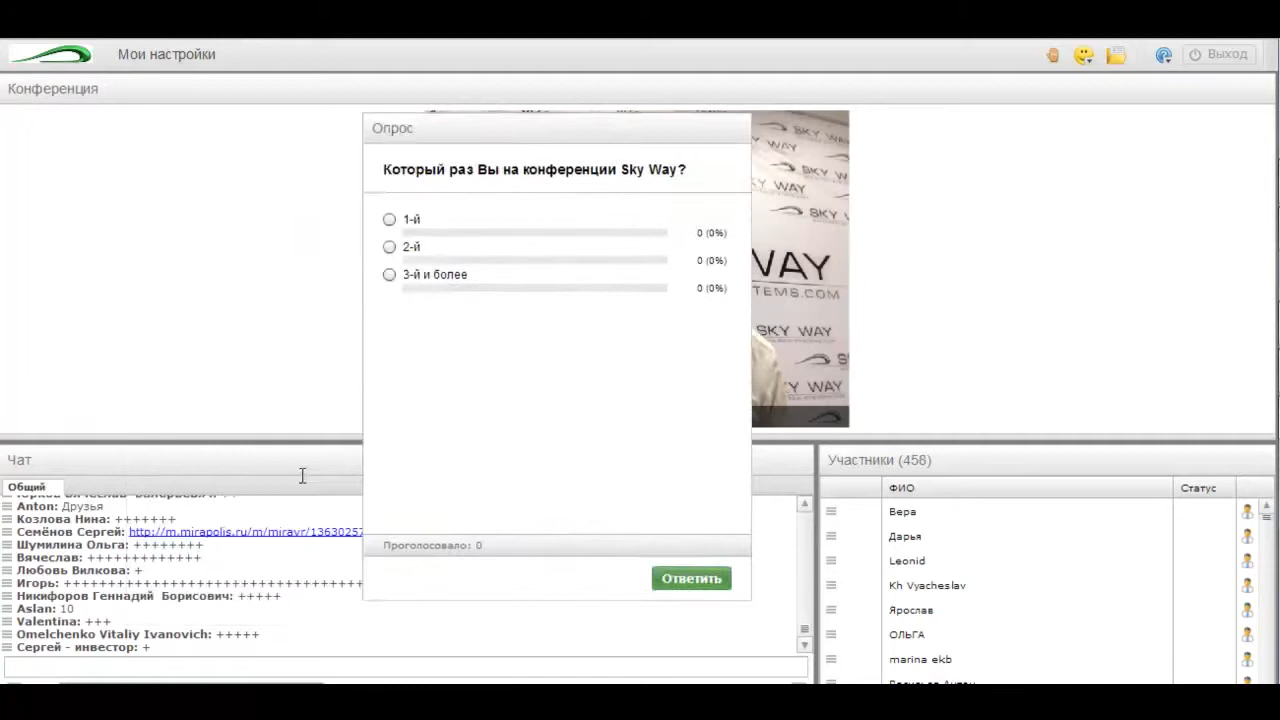 Мои настройки
Выход
Конференция
Опрос
Который раз Вы на конференции Sky Way?
1-й
0 (0%)
2-й
0 (0%)
3-й и более
0 (0%)
Проголосовало: 0
Ответить
SKY WAY
WAY
SKY W
WAY
SKY WAY
SKY
WAY
TEMS.COM
SKY WAY
S
KY WAY
Чат
Общий
Anton: Друзья
Козлова Нина: +++++++
Семёнов Сергей: http://m.mirapolis.ru/m/miravr/13630257
Шумилина Ольга: ++++++++
Вячеслав: +++++++++++++
Любовь Вилкова: +
Игорь: ++++++++++++++++++++++++++++++++++
Никифоров Геннадий Борисович: +++++
Aslan: 10
Valentina: +++
Omelchenko Vitaliy Ivanovich: +++++
Сергей - инвестор: +
Участники (456)
ФИО Статус
Вера
Дарья
Leonid
Kh Vyacheslav
Ярослав
ОЛЬГА
marina ekb